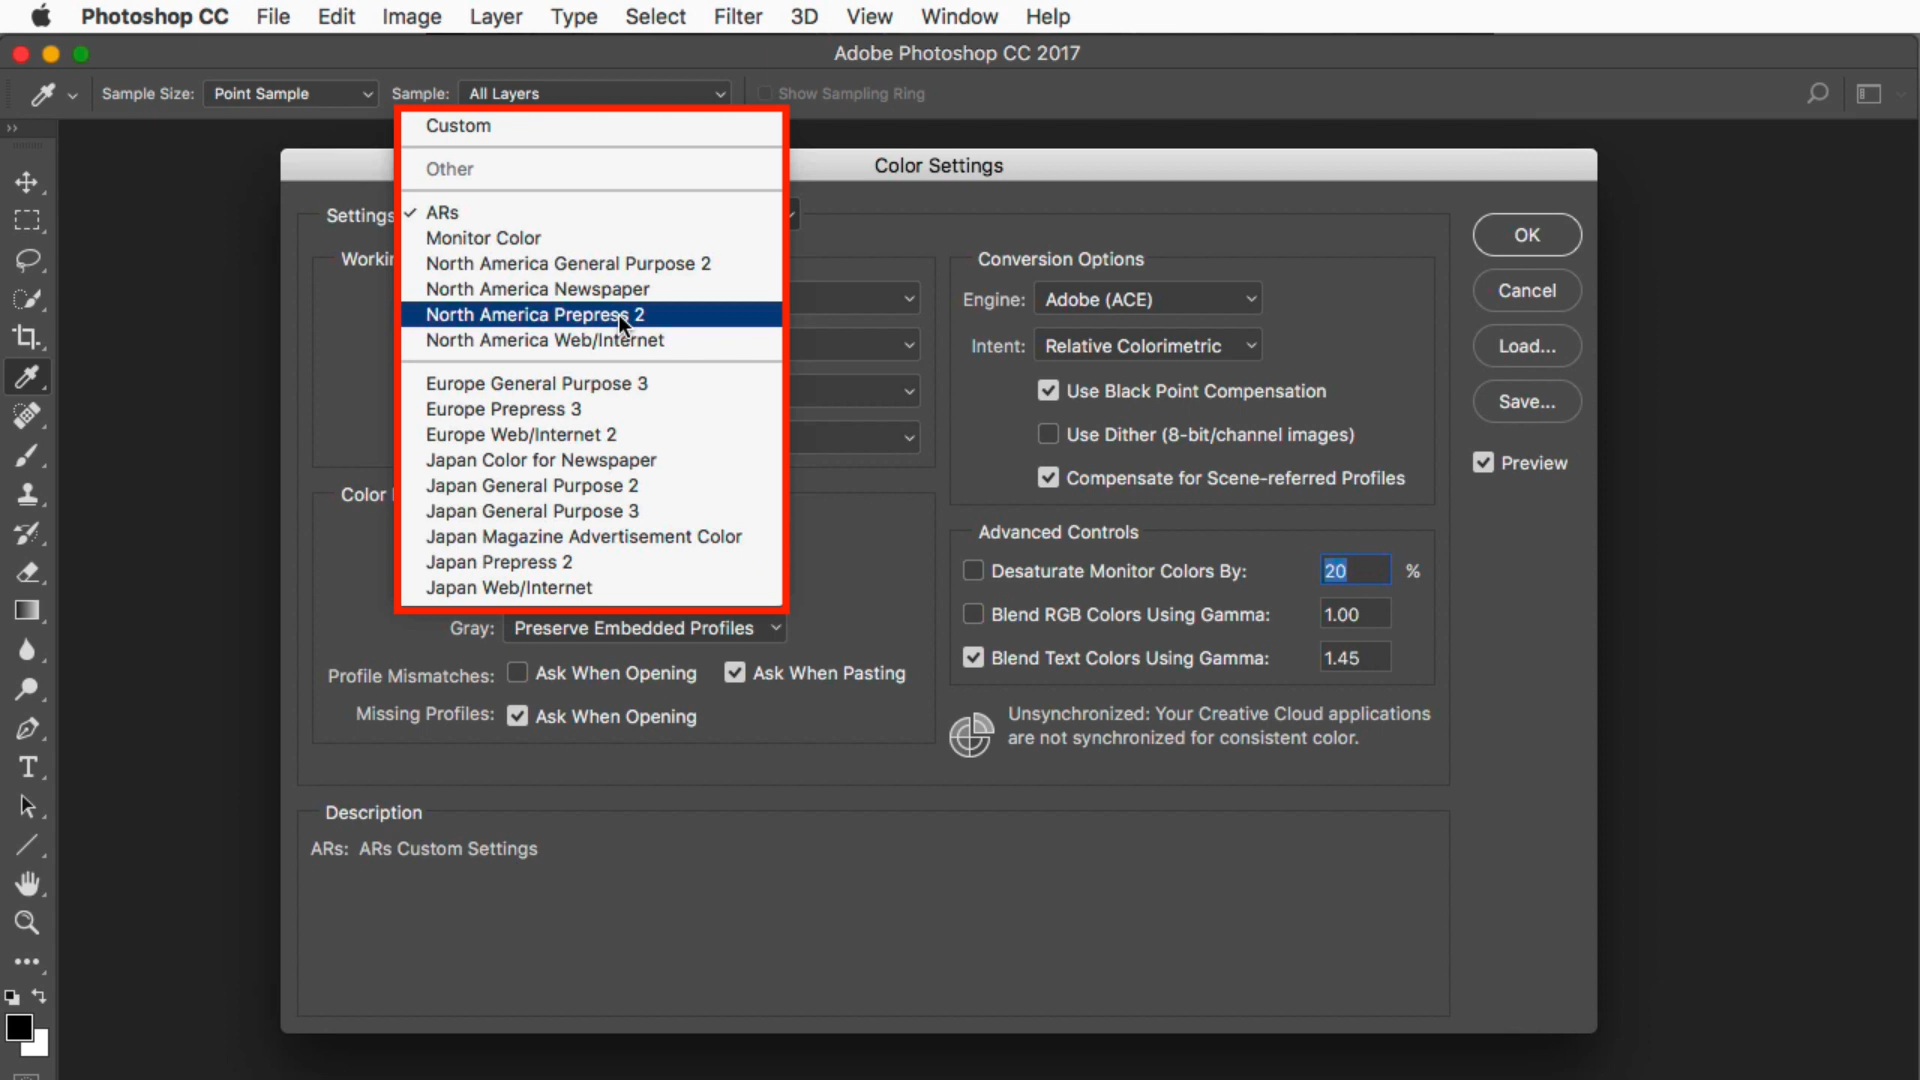 Photoshop CC File Edit Image Layer Type Select Filter 3D View Window Help
Adobe Photoshop CC 2017
Sample Size: Point Sample Sample: All Layers Show Sampling Ring
Color Settings
Custom
Other
✓ ARs
Monitor Color
North America General Purpose 2
North America Newspaper
North America Prepress 2
North America Web/Internet
Europe General Purpose 3
Europe Prepress 3
Europe Web/Internet 2
Japan Color for Newspaper
Japan General Purpose 2
Japan General Purpose 3
Japan Magazine Advertisement Color
Japan Prepress 2
Japan Web/Internet
Settings
Workin
Color
Gray: Preserve Embedded Profiles
Profile Mismatches: Ask When Opening Ask When Pasting
Missing Profiles: Ask When Opening
Conversion Options
Engine: Adobe (ACE)
Intent: Relative Colorimetric
Use Black Point Compensation
Use Dither (8-bit/channel images)
Compensate for Scene-referred Profiles
Advanced Controls
Desaturate Monitor Colors By: 20 %
Blend RGB Colors Using Gamma: 1.00
Blend Text Colors Using Gamma: 1.45
Unsynchronized: Your Creative Cloud applications
are not synchronized for consistent color.
OK
Cancel
Load...
Save...
Preview
Description
ARs: ARs Custom Settings